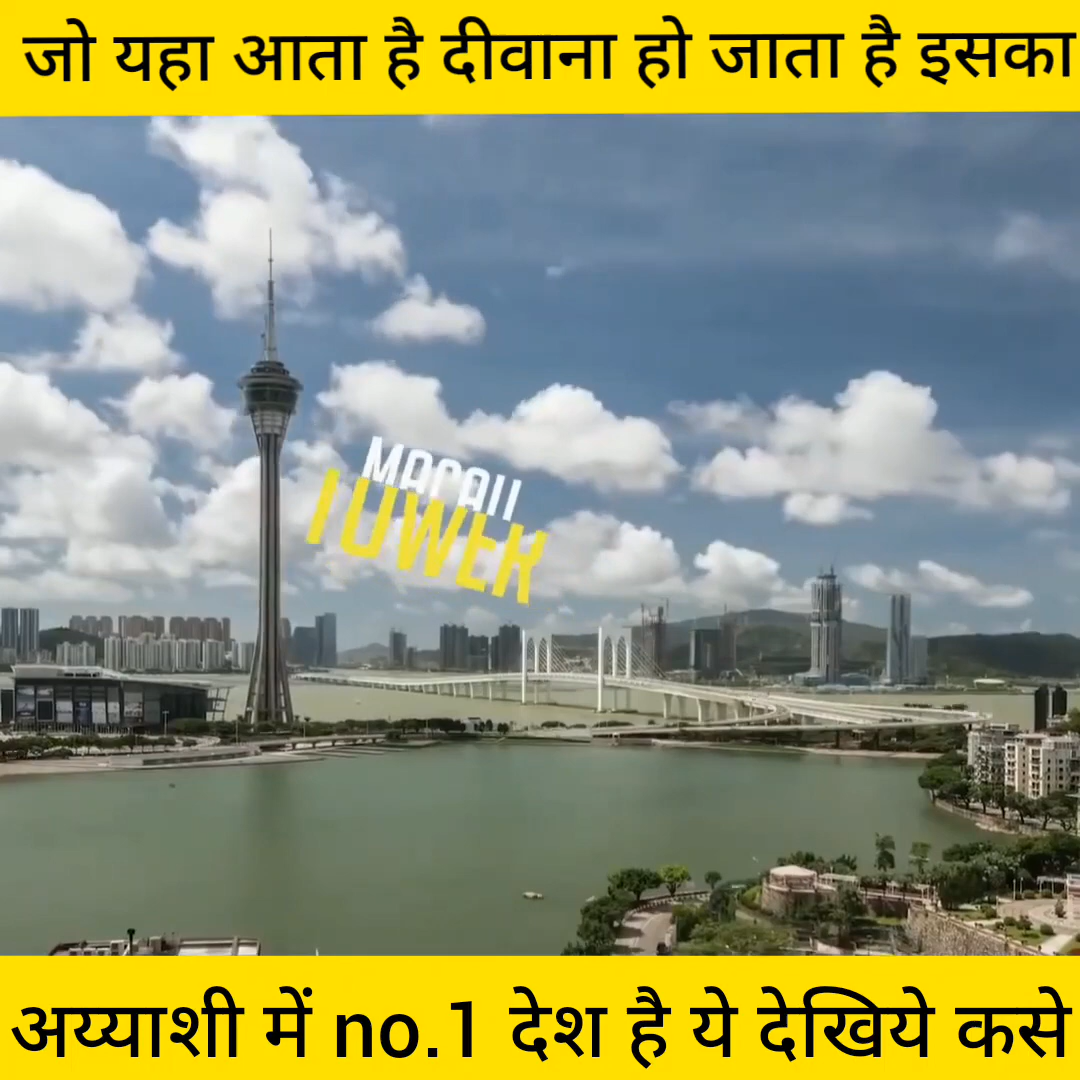 जो यहा आता है दीवाना हो जाता है इसका
MACAU
TOWER
अय्याशी में no.1 देश है ये देखिये कसे